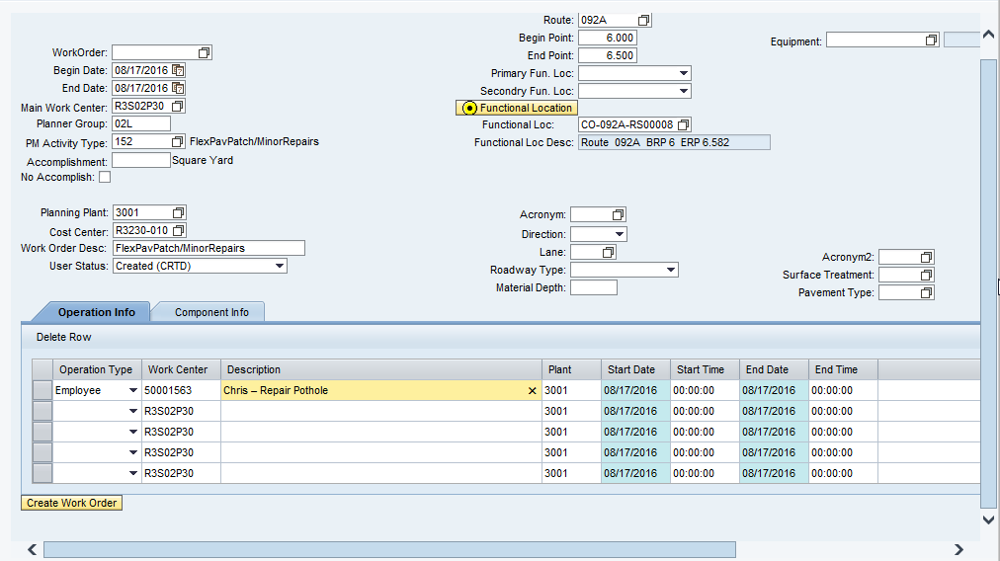 Route: 092A
Begin Point: 6.000
End Point: 6.500
Primary Fun. Loc:
Secondry Fun. Loc:
Functional Location
Functional Loc: CO-092A-RS00008
Functional Loc Desc: Route 092A BRP 6 ERP 6.582
Equipment:
WorkOrder:
Begin Date: 08/17/2016
End Date: 08/17/2016
Main Work Center: R3S02P30
Planner Group: 02L
PM Activity Type: 152 FlexPavPatch/MinorRepairs
Accomplishment: Square Yard
No Accomplish:
Planning Plant: 3001
Cost Center: R3230-010
Work Order Desc: FlexPavPatch/MinorRepairs
User Status: Created (CRTD)
Acronym:
Direction:
Lane:
Roadway Type:
Material Depth:
Acronym2:
Surface Treatment:
Pavement Type:
Operation Info Component Info
Delete Row
Operation Type Work Center Description Plant Start Date Start Time End Date End Time
Employee 50001563 Chris – Repair Pothole 3001 08/17/2016 00:00:00 08/17/2016 00:00:00
R3S02P30 3001 08/17/2016 00:00:00 08/17/2016 00:00:00
R3S02P30 3001 08/17/2016 00:00:00 08/17/2016 00:00:00
R3S02P30 3001 08/17/2016 00:00:00 08/17/2016 00:00:00
R3S02P30 3001 08/17/2016 00:00:00 08/17/2016 00:00:00
Create Work Order